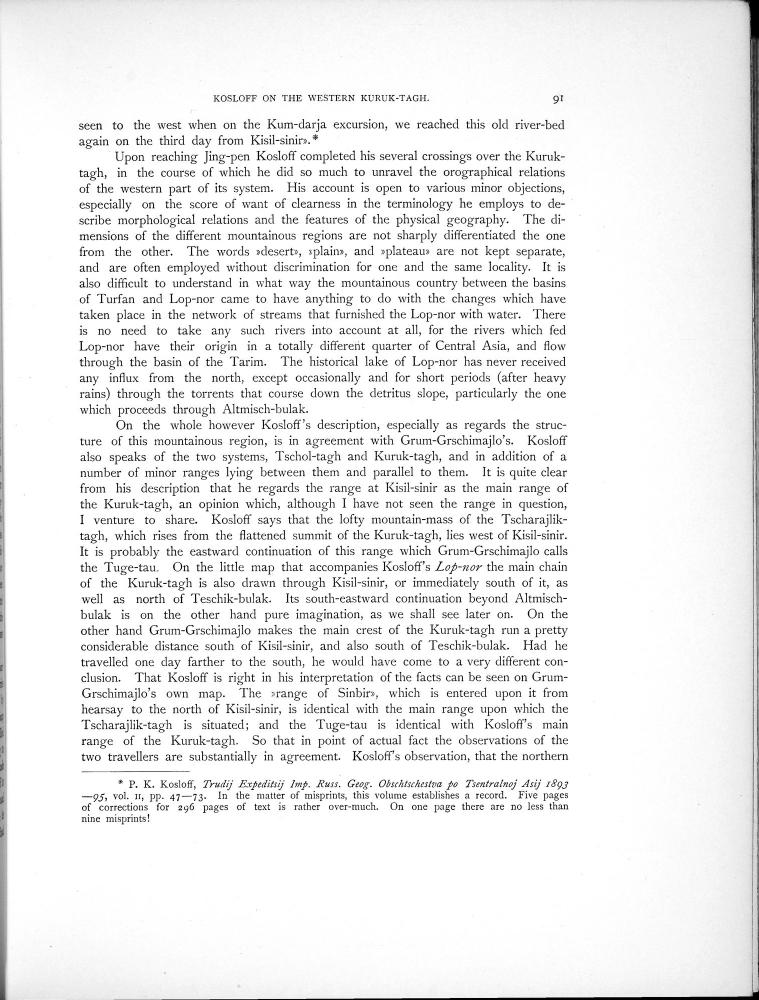 KOSLOFF ON THE WESTERN KURUK-TAGH. 91
seen to the west when on the Kum-darja excursion, we reached this old river-bed
again on the third day from Kisil-sinir».*
Upon reaching Jing-pen Kosloff completed his several crossings over the Kuruk-
tagh, in the course of which he did so much to unravel the orographical relations
of the western part of its system. His account is open to various minor objections,
especially on the score of want of clearness in the terminology he employs to de-
scribe morphological relations and the features of the physical geography. The di-
mensions of the different mountainous regions are not sharply differentiated the one
from the other. The words »desert», »plain», and »plateau» are not kept separate,
and are often employed without discrimination for one and the same locality. It is
also difficult to understand in what way the mountainous country between the basins
of Turfan and Lop-nor came to have anything to do with the changes which have
taken place in the network of streams that furnished the Lop-nor with water. There
is no need to take any such rivers into account at all, for the rivers which fed
Lop-nor have their origin in a totally different quarter of Central Asia, and flow
through the basin of the Tarim. The historical lake of Lop-nor has never received
any influx from the north, except occasionally and for short periods (after heavy
rains) through the torrents that course down the detritus slope, particularly the one
which proceeds through Altmisch-bulak.
On the whole however Kosloff's description, especially as regards the struc-
ture of this mountainous region, is in agreement with Grum-Grschimajlo's. Kosloff
also speaks of the two systems, Tschol-tagh and Kuruk-tagh, and in addition of a
number of minor ranges lying between them and parallel to them. It is quite clear
from his description that he regards the range at Kisil-sinir as the main range of
the Kuruk-tagh, an opinion which, although I have not seen the range in question,
I venture to share. Kosloff says that the lofty mountain-mass of the Tscharajlik-
tagh, which rises from the flattened summit of the Kuruk-tagh, lies west of Kisil-sinir.
It is probably the eastward continuation of this range which Grum-Grschimajlo calls
the Tuge-tau. On the little map that accompanies Kosloff's Lop-nor the main chain
of the Kuruk-tagh is also drawn through Kisil-sinir, or immediately south of it, as
well as north of Teschik-bulak. Its south-eastward continuation beyond Altmisch-
bulak is on the other hand pure imagination, as we shall see later on. On the
other hand Grum-Grschimajlo makes the main crest of the Kuruk-tagh run a pretty
considerable distance south of Kisil-sinir, and also south of Teschik-bulak. Had he
travelled one day farther to the south, he would have come to a very different con-
clusion. That Kosloff is right in his interpretation of the facts can be seen on Grum-
Grschimajlo's own map. The »range of Sinbir», which is entered upon it from
hearsay to the north of Kisil-sinir, is identical with the main range upon which the
Tscharajlik-tagh is situated; and the Tuge-tau is identical with Kosloff's main
range of the Kuruk-tagh. So that in point of actual fact the observations of the
two travellers are substantially in agreement. Kosloff's observation, that the northern
* P. K. Kosloff, Trudij Expeditsij Imp. Russ. Geog. Obschtschestva po Tsentralnoj Asij 1893
—95, vol. II, pp. 47—73. In the matter of misprints, this volume establishes a record. Five pages
of corrections for 296 pages of text is rather over-much. On one page there are no less than
nine misprints!